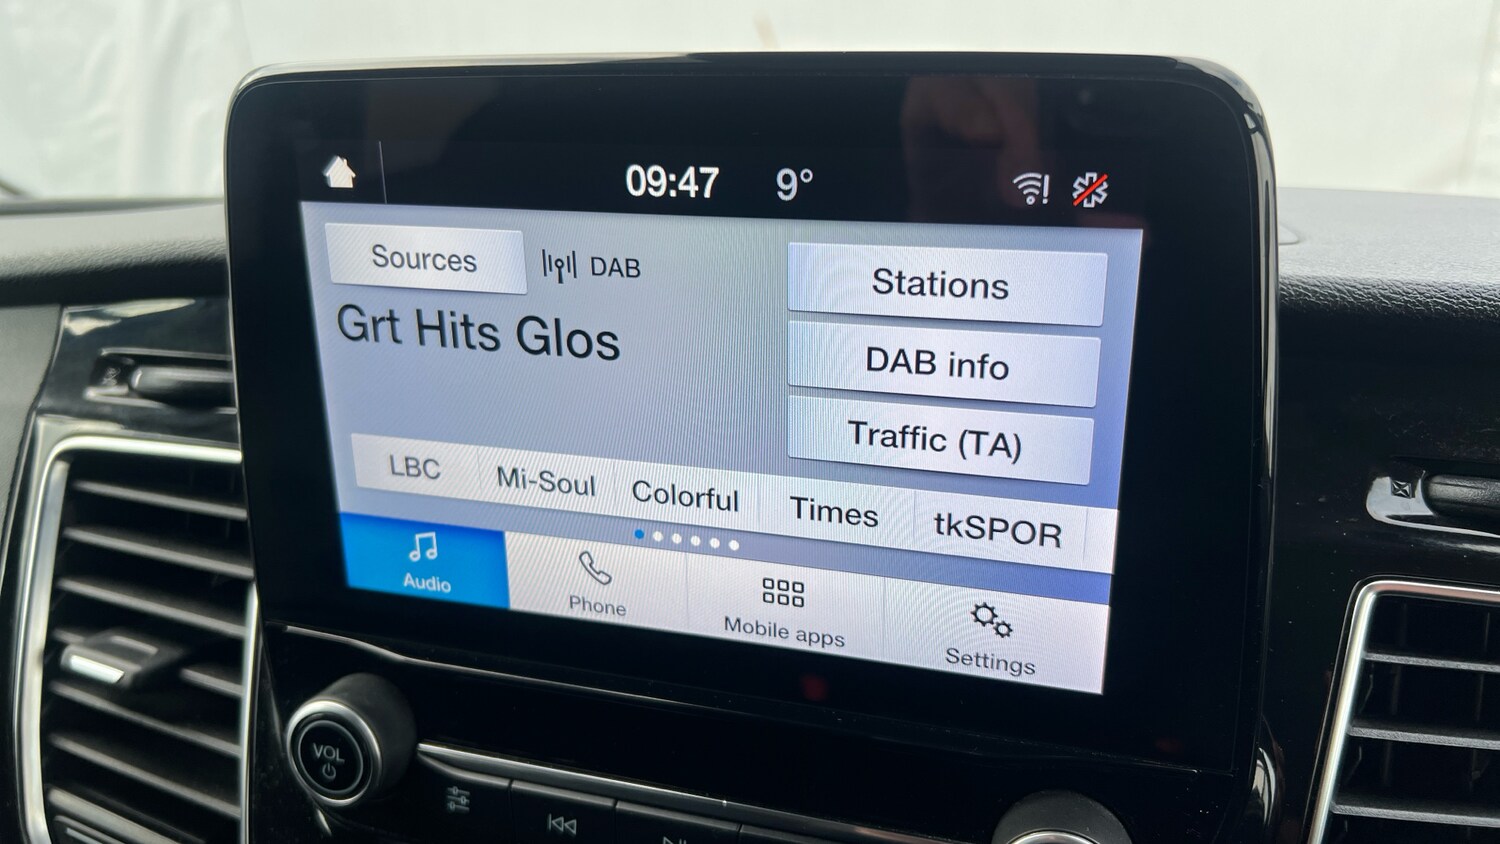 09:47 9°
Sources DAB
Stations
Grt Hits Glos
DAB info
Traffic (TA)
LBC Mi-Soul Colorful Times tkSPOR
Audio Phone Mobile apps Settings
VOL